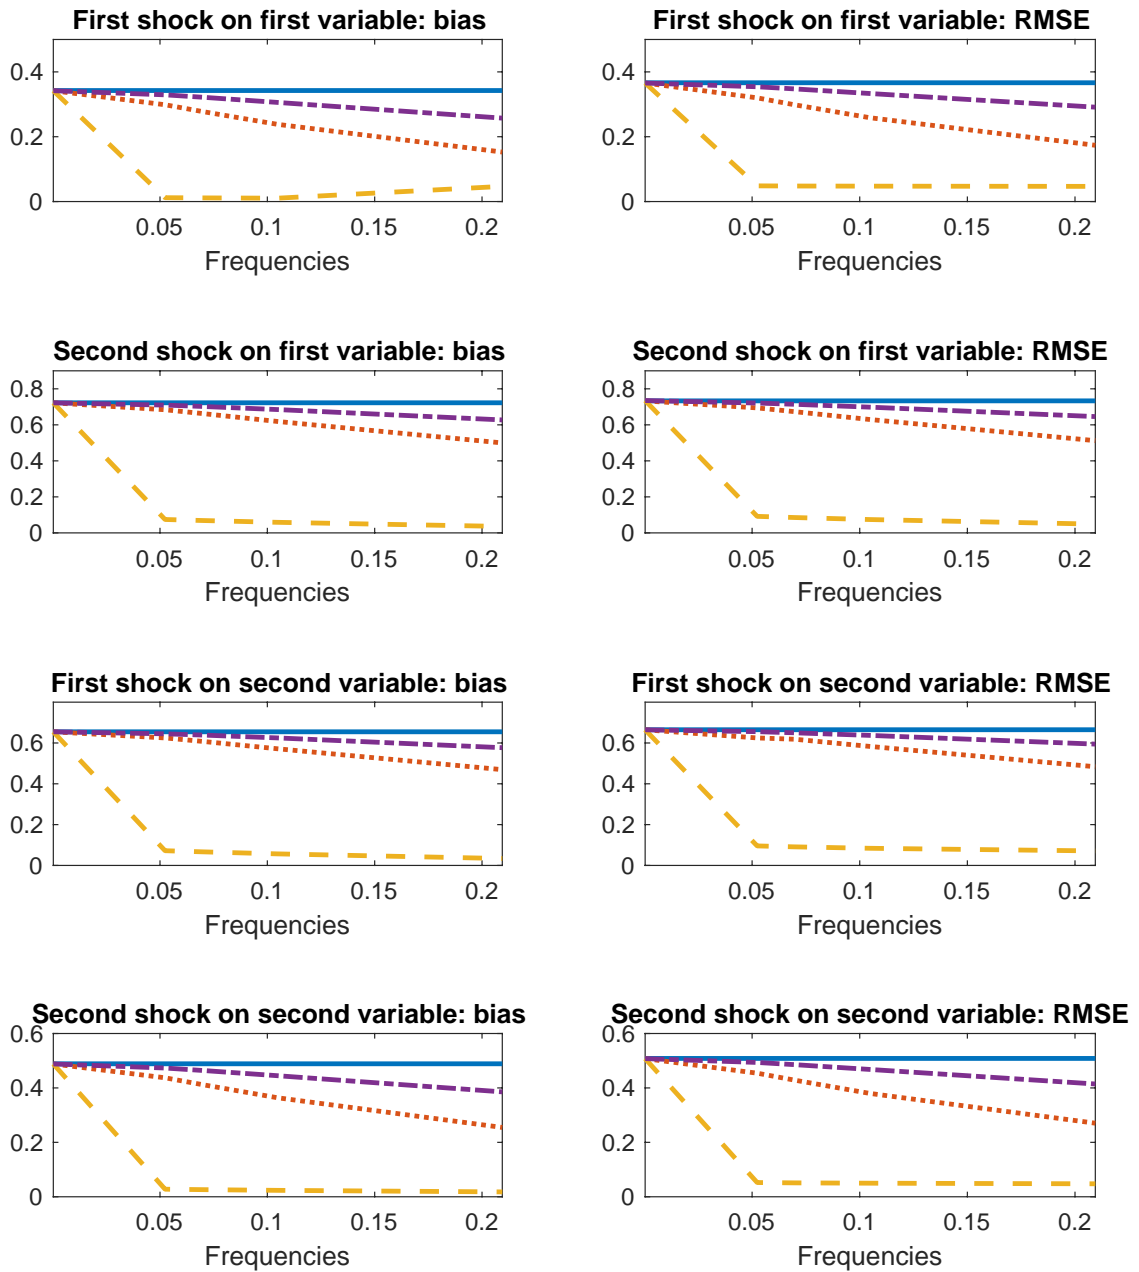 First shock on first variable: bias
0.4
0.2
0
0.05 0.1 0.15 0.2
Frequencies
First shock on first variable: RMSE
0.4
0.2
0
0.05 0.1 0.15 0.2
Frequencies
Second shock on first variable: bias
0.8
0.6
0.4
0.2
0
0.05 0.1 0.15 0.2
Frequencies
Second shock on first variable: RMSE
0.8
0.6
0.4
0.2
0
0.05 0.1 0.15 0.2
Frequencies
First shock on second variable: bias
0.6
0.4
0.2
0
0.05 0.1 0.15 0.2
Frequencies
First shock on second variable: RMSE
0.6
0.4
0.2
0
0.05 0.1 0.15 0.2
Frequencies
Second shock on second variable: bias
0.6
0.4
0.2
0
0.05 0.1 0.15 0.2
Frequencies
Second shock on second variable: RMSE
0.6
0.4
0.2
0
0.05 0.1 0.15 0.2
Frequencies